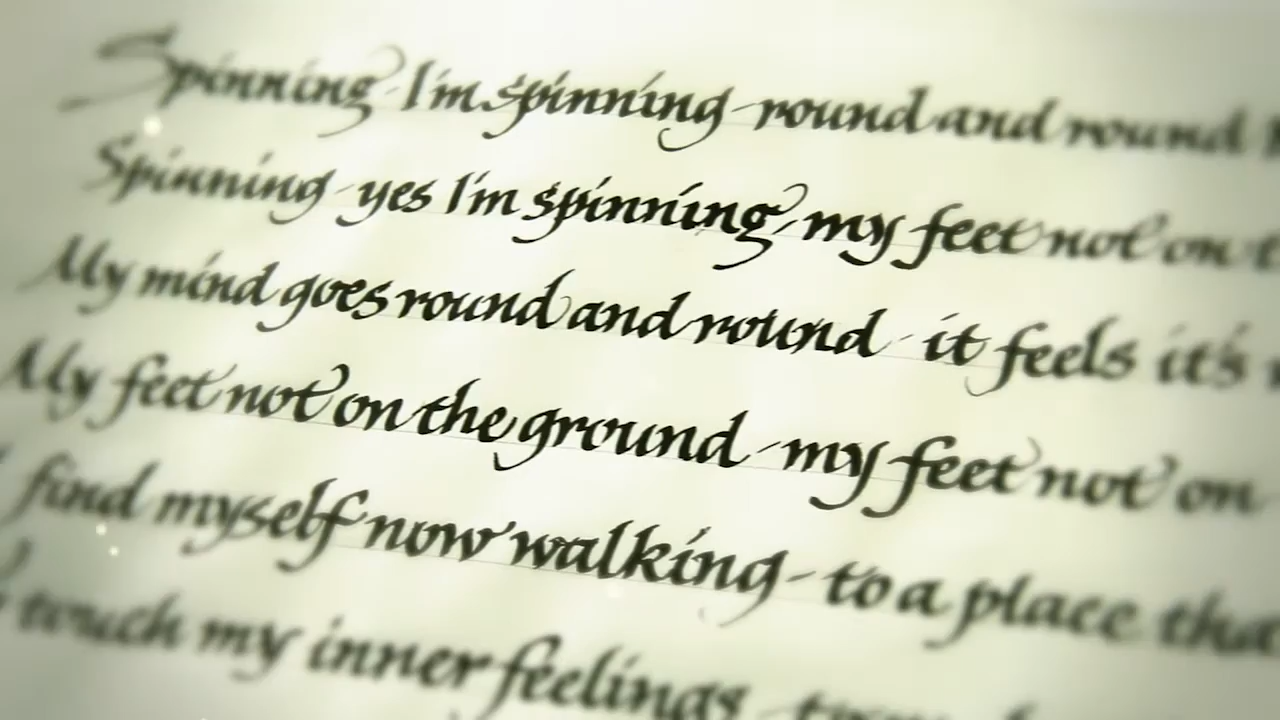 Spinning - I'm spinning - round and round
Spinning - yes I'm spinning - my feet not on
My mind goes round and round - it feels it's
My feet not on the ground - my feet not on
find myself now walking - to a place that
touch my inner feelings -